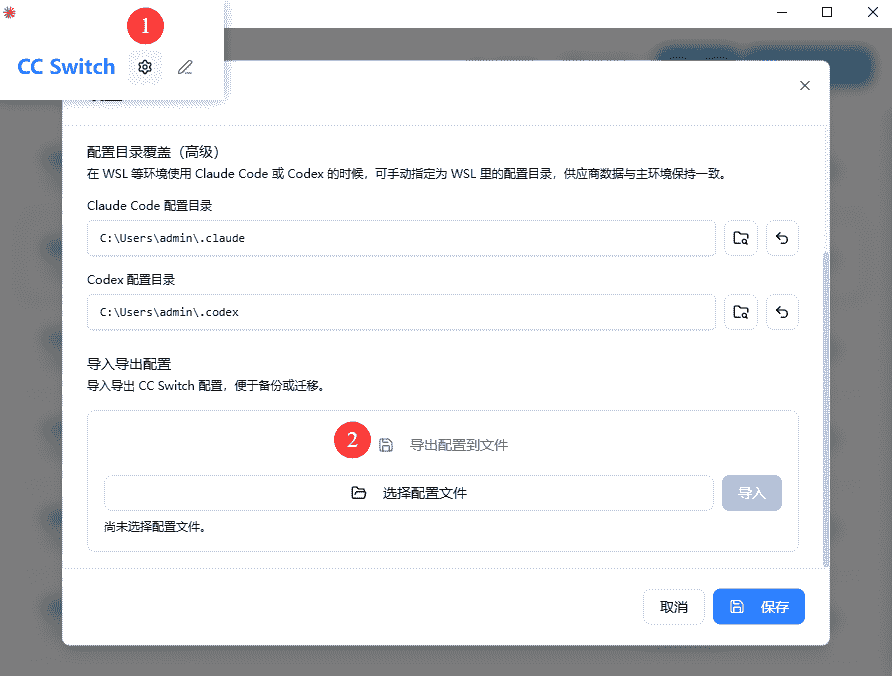 1
CC Switch
配置目录覆盖（高级）
在 WSL 等环境使用 Claude Code 或 Codex 的时候，可手动指定为 WSL 里的配置目录，供应商数据与主环境保持一致。
Claude Code 配置目录
C:\Users\admin\.claude
Codex 配置目录
C:\Users\admin\.codex
导入导出配置
导入导出 CC Switch 配置，便于备份或迁移。
2 导出配置到文件
选择配置文件 导入
尚未选择配置文件。
取消 保存